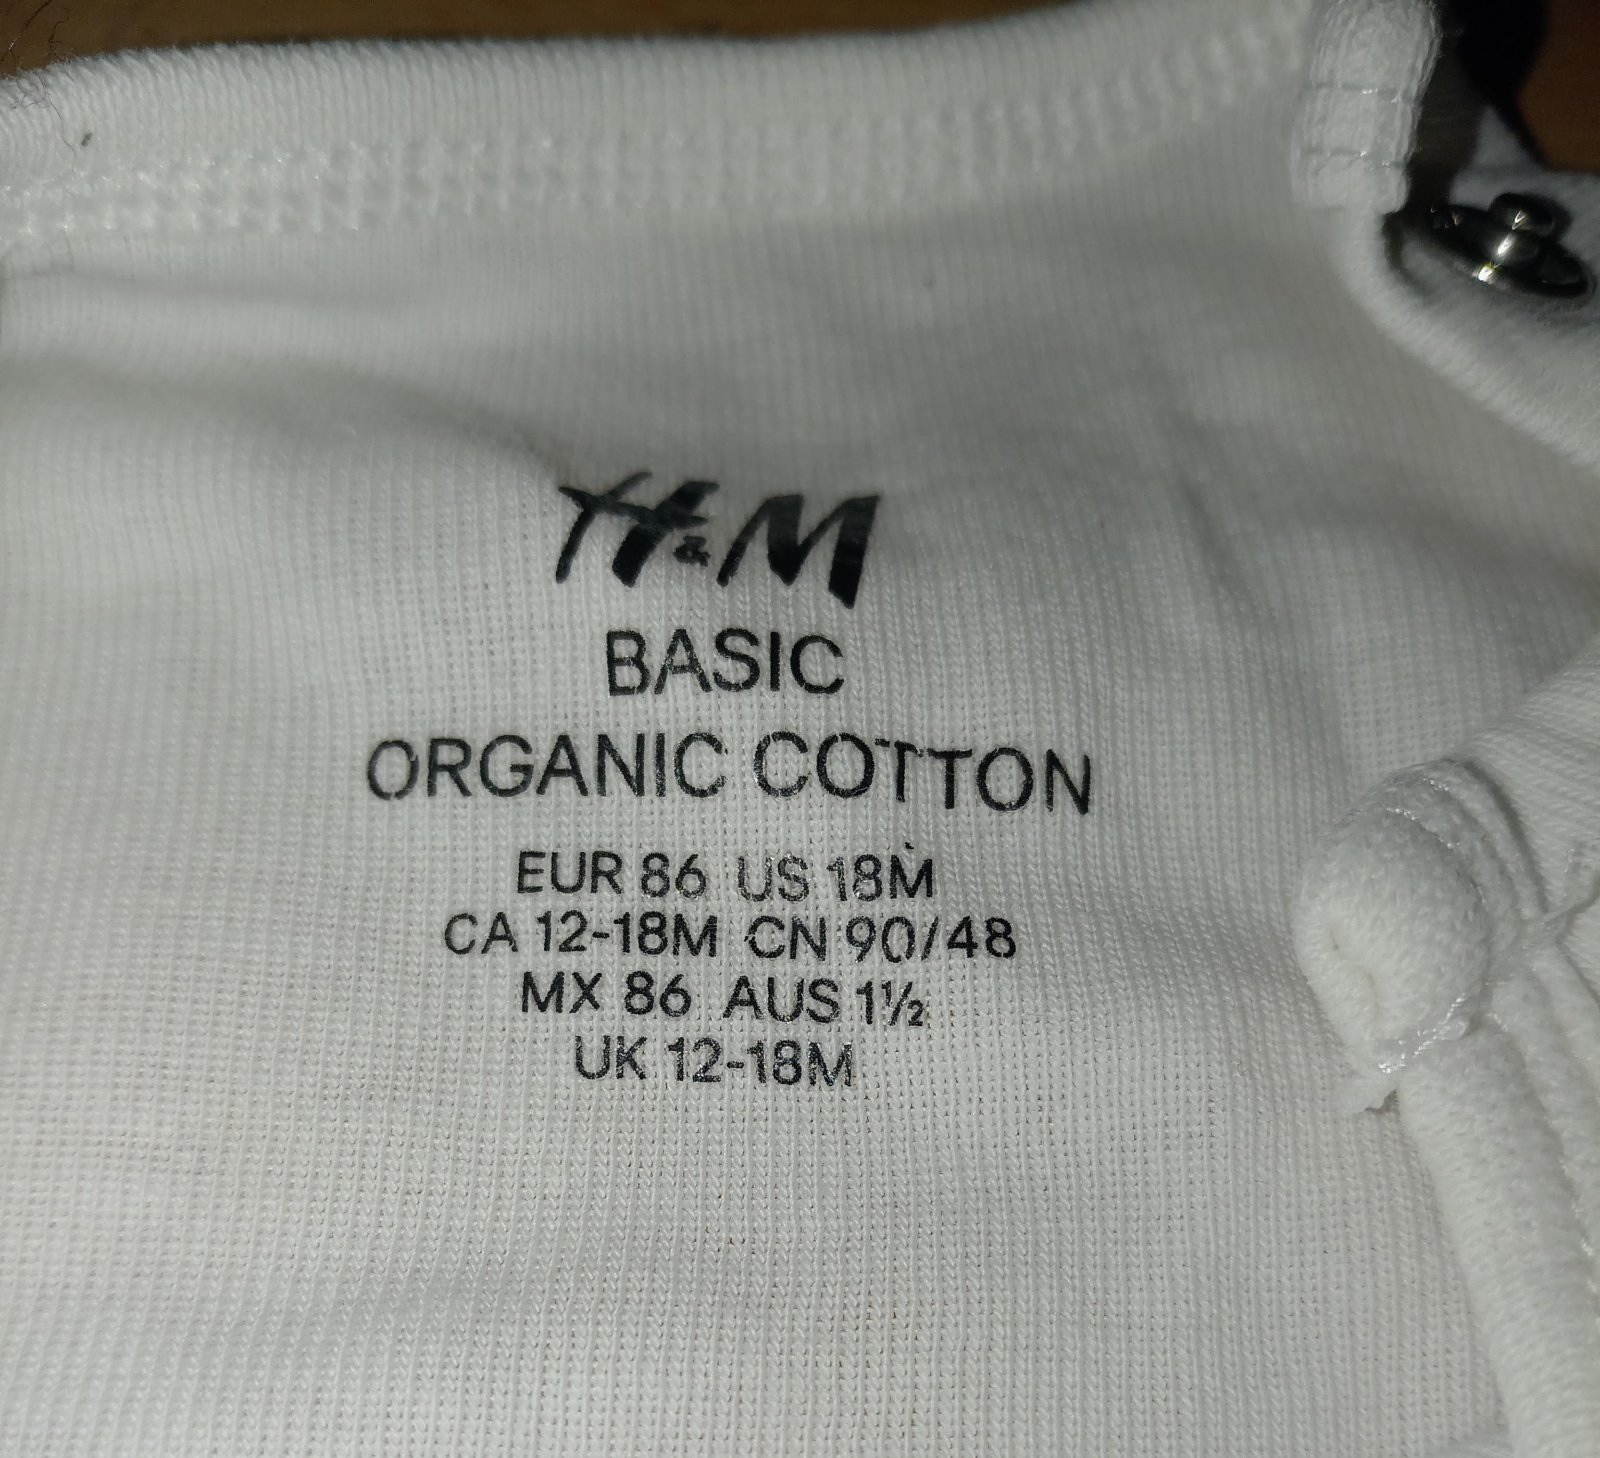 H&M
BASIC
ORGANIC COTTON
EUR 86 US 18M
CA 12-18M CN 90/48
MX 86 AUS 1½
UK 12-18M